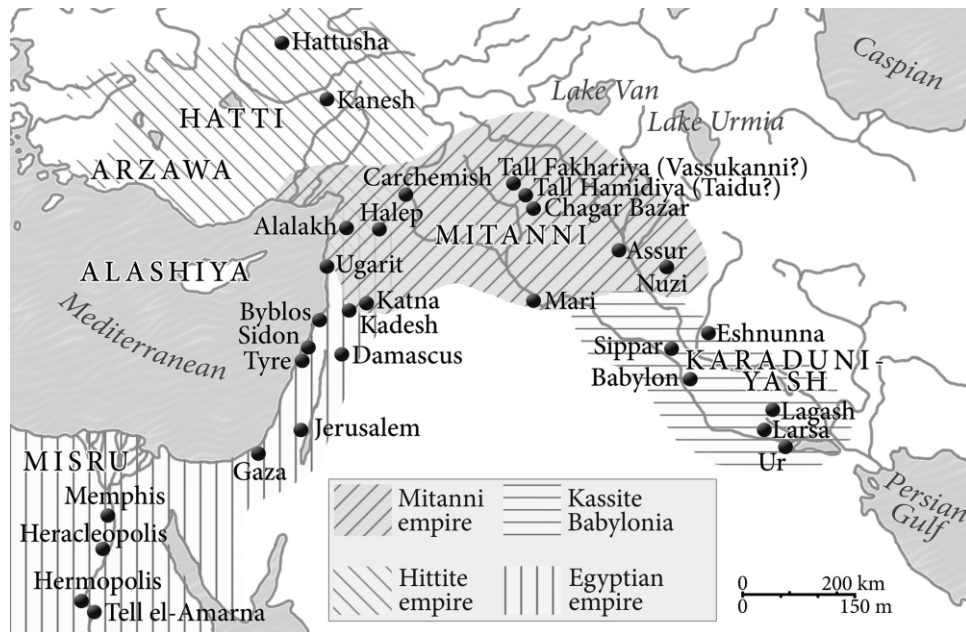 Hattusha
Caspian
Kanesh
Lake Van
HATTI
Lake Urmia
ARZAWA
Tall Fakhariya (Vassukanni?)
Carchemish
Tall Hamidiya (Taidu?)
Chagar Bazar
Halep
Alalakh
MITANNI
Assur
Ugarit
ALASHIYA
Nuzi
Mediterranean
Katna
Mari
Byblos
Kadesh
Sidon
Eshnunna
Tyre
Damascus
Sippar
KARADUNI-
YASH
Babylon
Lagash
Jerusalem
Larsa
MISRU
Gaza
Ur
Memphis
Persian
Gulf
Heracleopolis
Hermopolis
Tell el-Amarna
Mitanni
empire
Kassite
Babylonia
Hittite
empire
Egyptian
empire
0 200 km
0 150 m